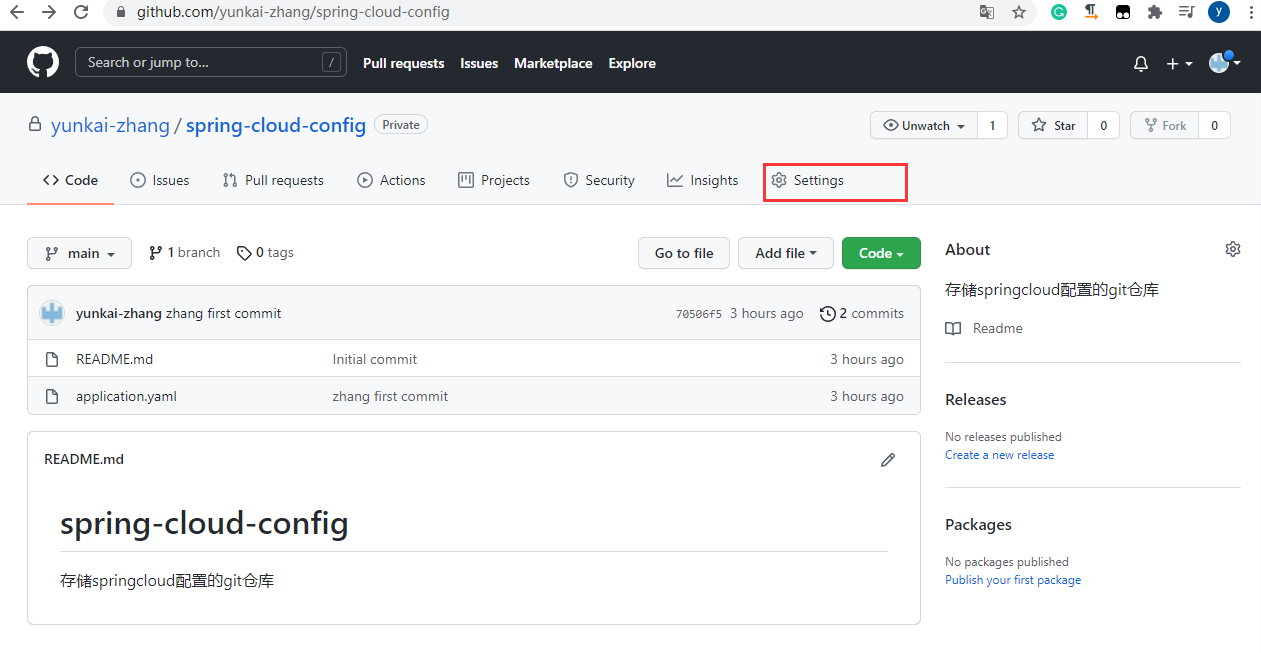 github.com/yunkai-zhang/spring-cloud-config
y
Search or jump to... / Pull requests Issues Marketplace Explore
yunkai-zhang / spring-cloud-config Private
Unwatch 1 Star 0 Fork 0
Code Issues Pull requests Actions Projects Security Insights Settings
main 1 branch 0 tags Go to file Add file Code
yunkai-zhang zhang first commit 70506f5 3 hours ago 2 commits
README.md Initial commit 3 hours ago
application.yaml zhang first commit 3 hours ago
README.md
spring-cloud-config
存储springcloud配置的git仓库
About
存储springcloud配置的git仓库
Readme
Releases
No releases published
Create a new release
Packages
No packages published
Publish your first package